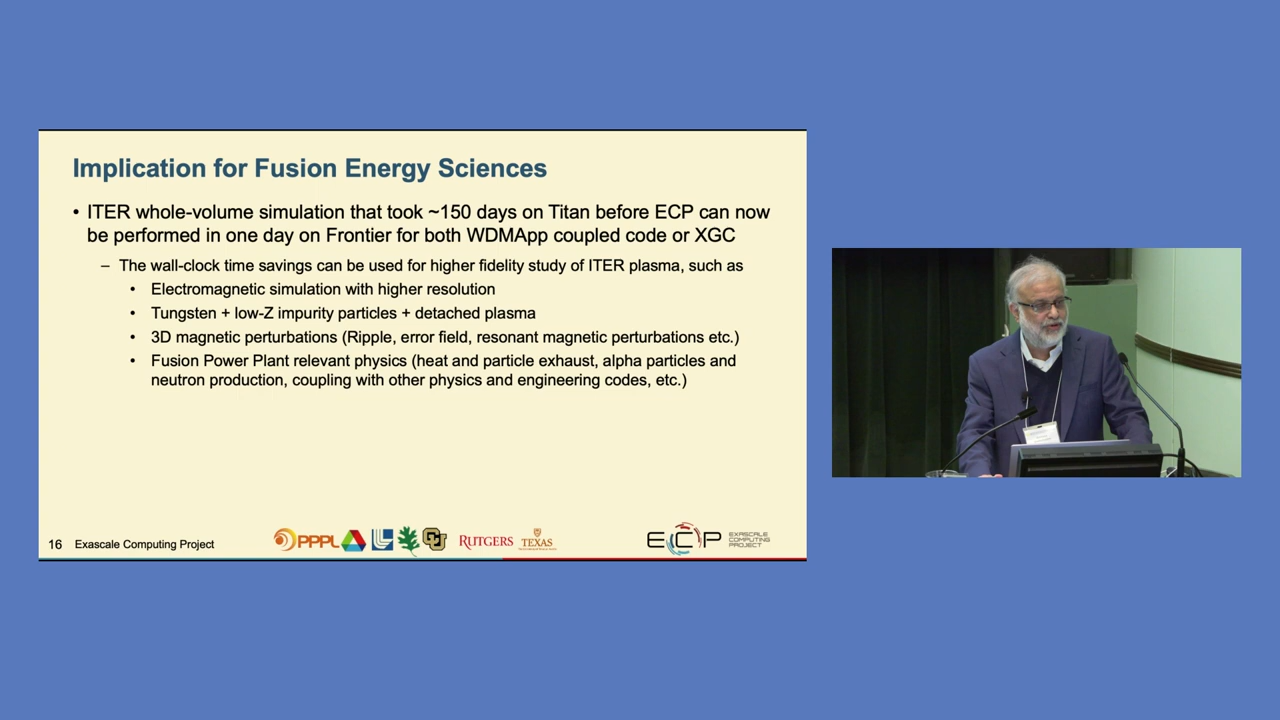 Implication for Fusion Energy Sciences
• ITER whole-volume simulation that took ~150 days on Titan before ECP can now
be performed in one day on Frontier for both WDMApp coupled code or XGC
– The wall-clock time savings can be used for higher fidelity study of ITER plasma, such as
• Electromagnetic simulation with higher resolution
• Tungsten + low-Z impurity particles + detached plasma
• 3D magnetic perturbations (Ripple, error field, resonant magnetic perturbations etc.)
• Fusion Power Plant relevant physics (heat and particle exhaust, alpha particles and
neutron production, coupling with other physics and engineering codes, etc.)
16 Exascale Computing Project
PPPL
CU
RUTGERS
TEXAS
ECP
EXASCALE
COMPUTING
PROJECT